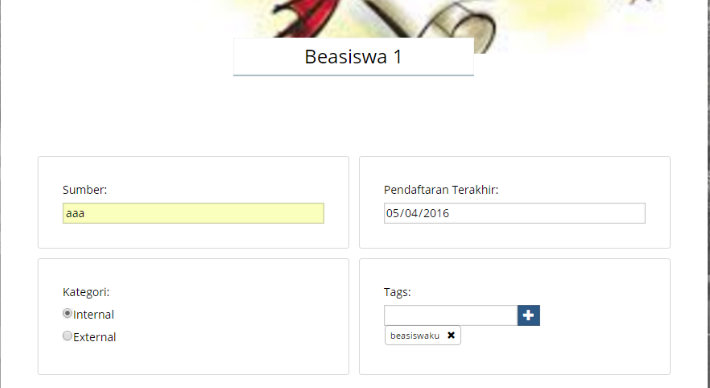 Beasiswa 1
Sumber:
aaa
Pendaftaran Terakhir:
05/04/2016
Kategori:
Internal
External
Tags:
beasiswaku